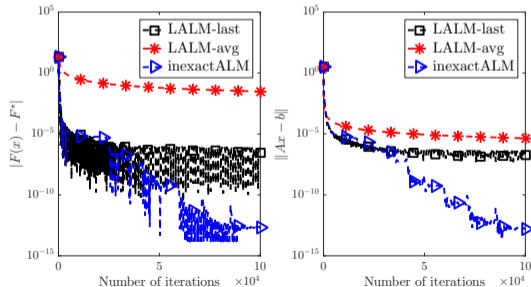 LALM-last
LALM-avg
inexactALM
|F(x) − F*|
10^5
10^0
10^-5
10^-10
10^-15
0
5
10
Number of iterations ×10^4
LALM-last
LALM-avg
inexactALM
‖Ax − b‖
10^5
10^0
10^-5
10^-10
10^-15
0
5
10
Number of iterations ×10^4